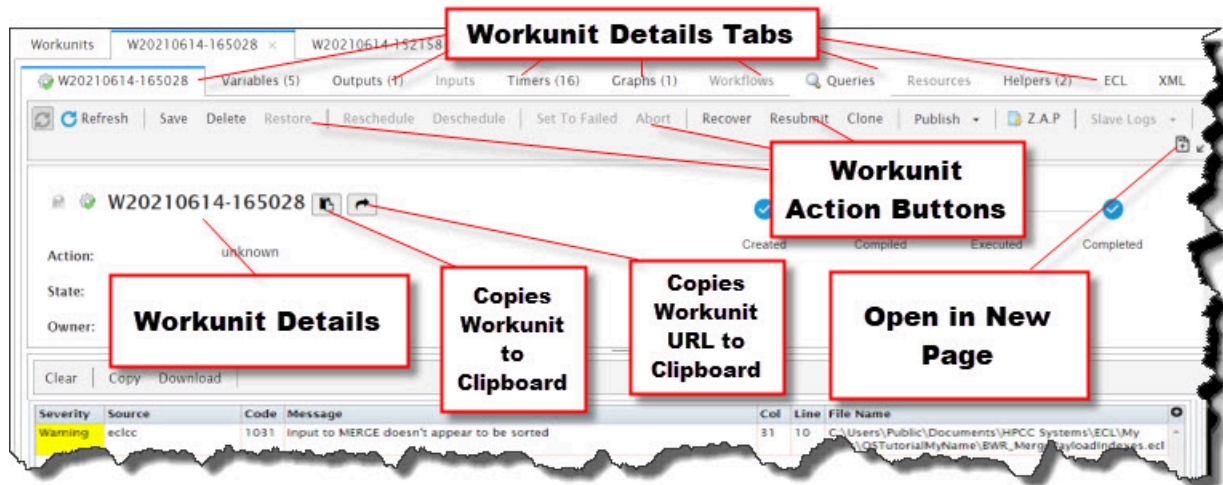 Workunit Details Tabs
Workunits W20210614-165028 × W20210614-152158
W20210614-165028 Variables (5) Outputs (1) Inputs Timers (16) Graphs (1) Workflows Queries Resources Helpers (2) ECL XML
Refresh Save Delete Restore Reschedule Deschedule Set To Failed Abort Recover Resubmit Clone Publish Z.A.P Slave Logs
Workunit
Action Buttons
W20210614-165028
Created Compiled Executed Completed
Action: unknown
State:
Owner:
Workunit Details
Copies
Workunit
to
Clipboard
Copies
Workunit
URL to
Clipboard
Open in New
Page
Clear Copy Download
Severity Source Code Message Col Line File Name
Warning eclcc 1031 Input to MERGE doesn't appear to be sorted 31 10 C:\Users\Public\Documents\HPCC Systems\ECL\My